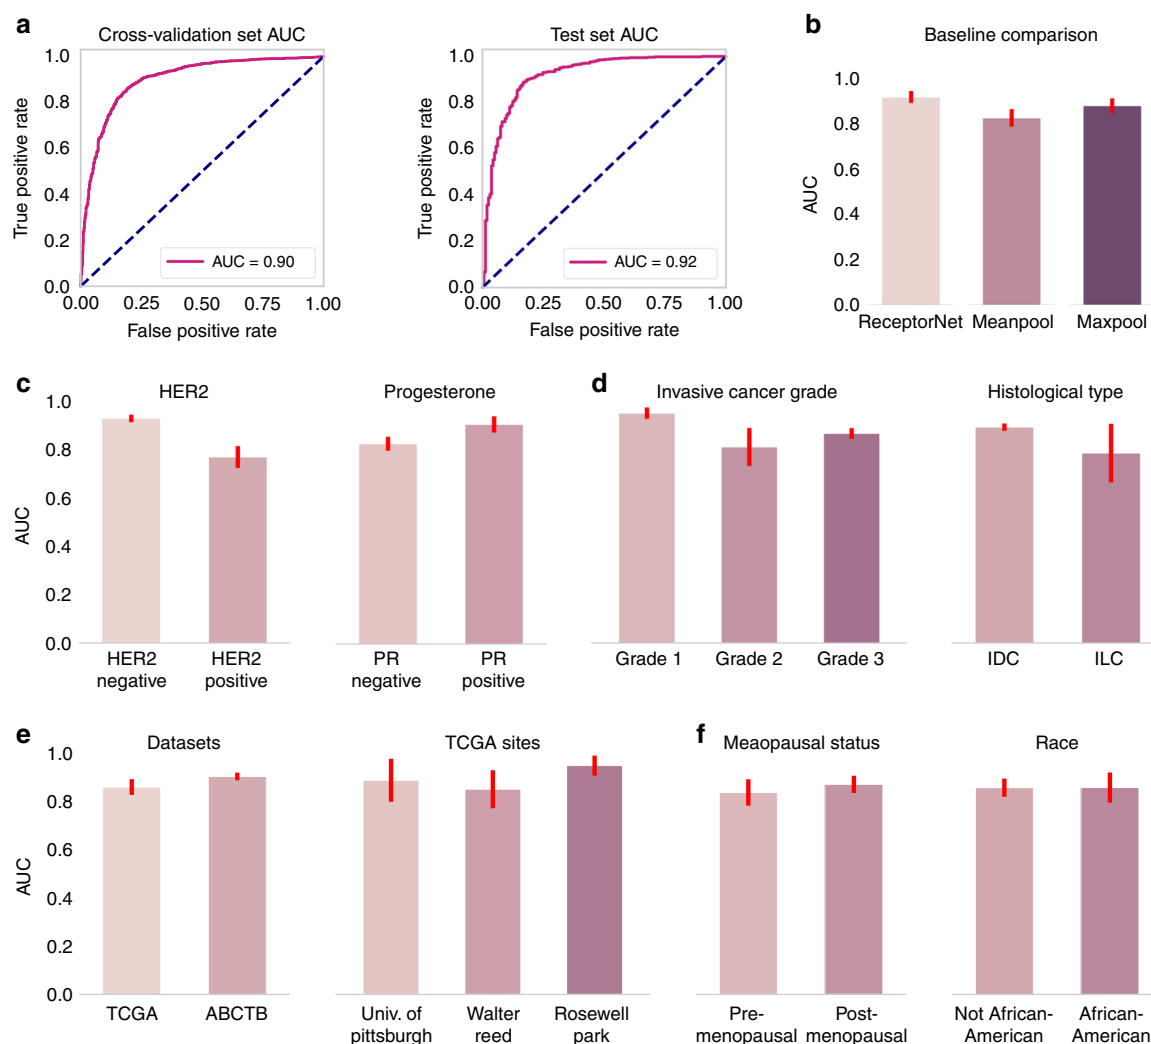 a
Cross-validation set AUC
True positive rate
1.0
0.8
0.6
0.4
0.2
0.0
AUC = 0.90
0.00 0.25 0.50 0.75 1.00
False positive rate
Test set AUC
True positive rate
1.0
0.8
0.6
0.4
0.2
0.0
AUC = 0.92
0.00 0.25 0.50 0.75 1.00
False positive rate
b
Baseline comparison
AUC
1.0
0.8
0.6
0.4
0.2
0.0
ReceptorNet Meanpool Maxpool
c
HER2
AUC
1.0
0.8
0.6
0.4
0.2
0.0
HER2 negative
HER2 positive
Progesterone
PR negative
PR positive
d
Invasive cancer grade
Grade 1 Grade 2 Grade 3
Histological type
IDC ILC
e
Datasets
AUC
1.0
0.8
0.6
0.4
0.2
0.0
TCGA ABCTB
TCGA sites
Univ. of pittsburgh
Walter reed
Rosewell park
f
Meaopausal status
Pre-menopausal
Post-menopausal
Race
Not African-American
African-American